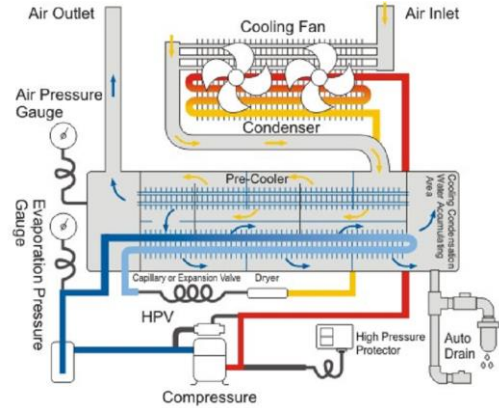 Air Outlet
Cooling Fan
Air Inlet
Air Pressure
Gauge
Condenser
Pre-Cooler
Cooling Condensation
Water Accumulating
Area
Evaporation Pressure
Gauge
Capillary or Expansion Valve
Dryer
HPV
High Pressure
Protector
Auto
Drain
Compressure